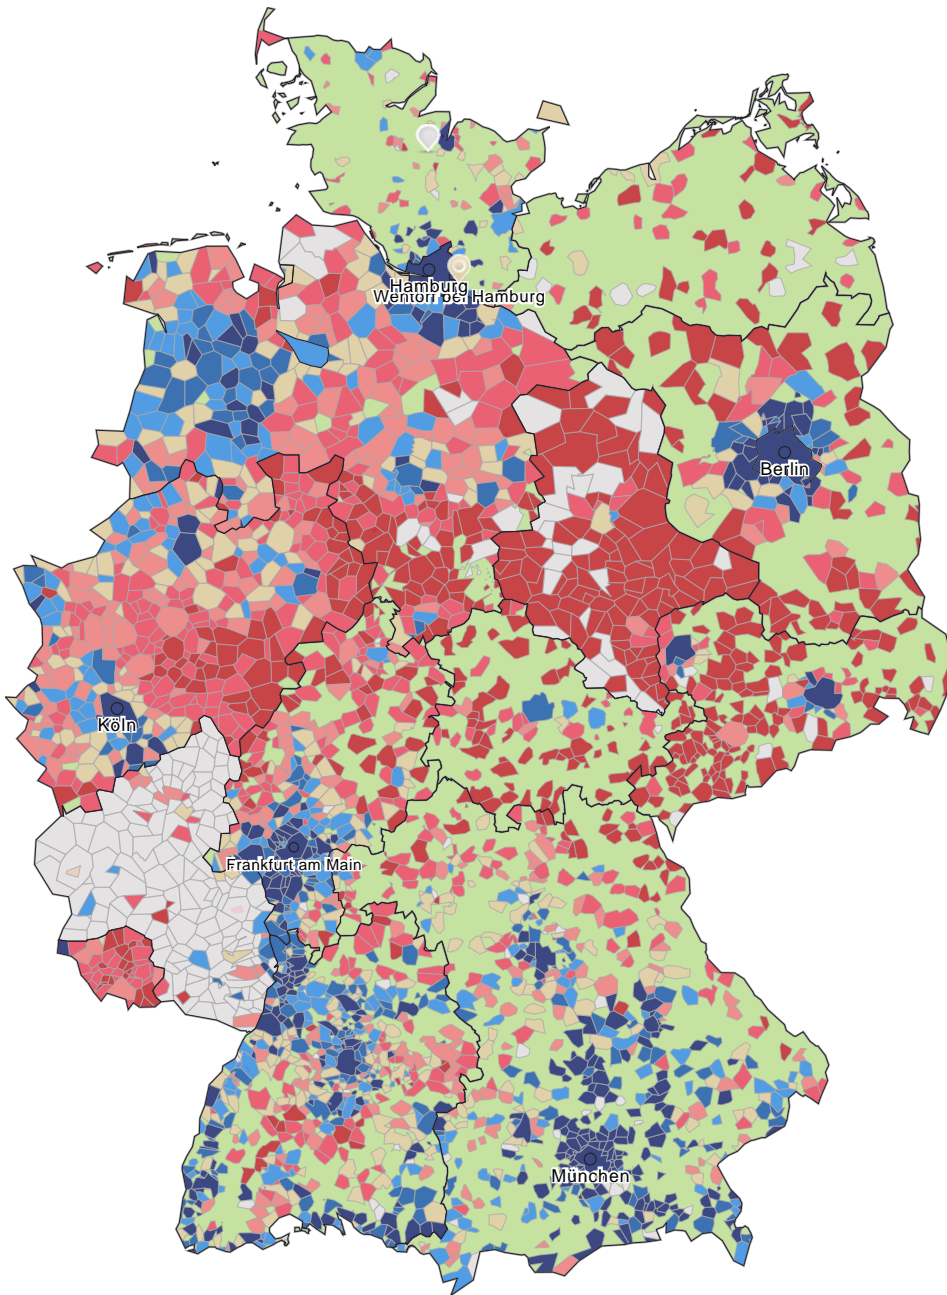 Hamburg
Wentorf bei Hamburg
Berlin
Köln
Frankfurt am Main
München